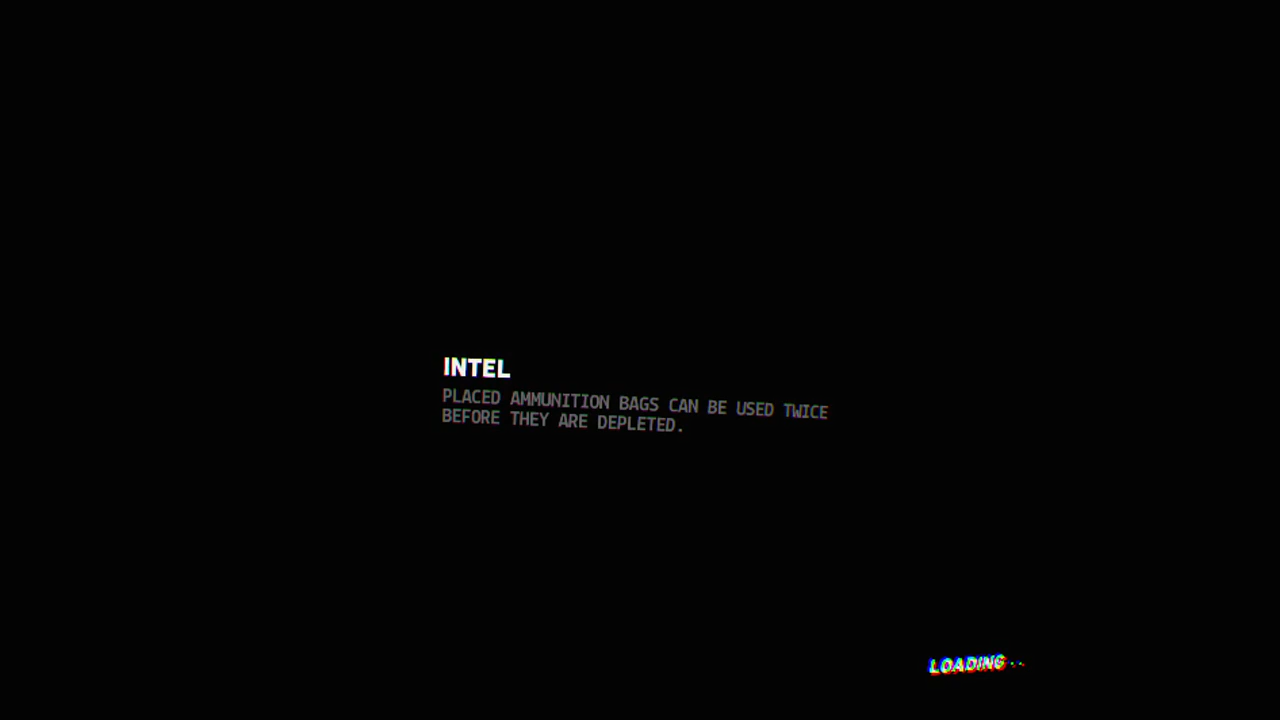 INTEL
PLACED AMMUNITION BAGS CAN BE USED TWICE
BEFORE THEY ARE DEPLETED.
LOADING..